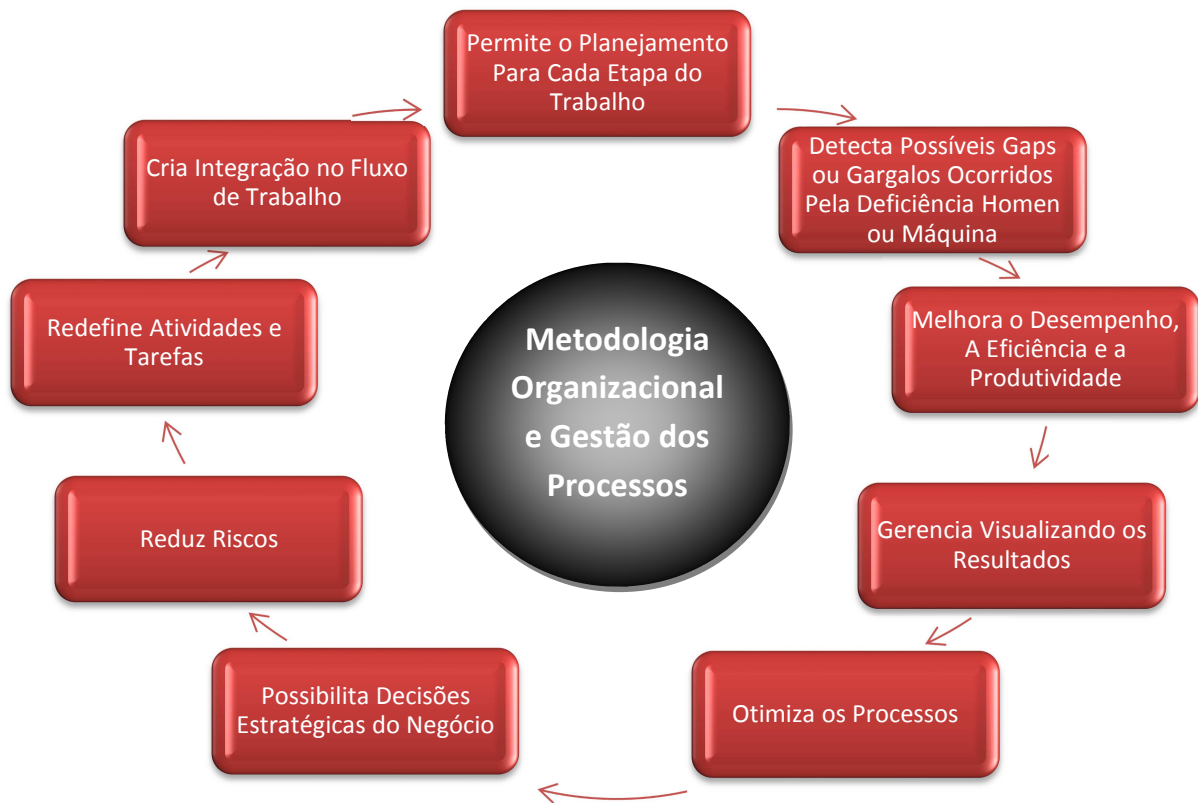 Permite o Planejamento
Para Cada Etapa do
Trabalho
Detecta Possíveis Gaps
ou Gargalos Ocorridos
Pela Deficiência Homen
ou Máquina
Melhora o Desempenho,
A Eficiência e a
Produtividade
Gerencia Visualizando os
Resultados
Otimiza os Processos
Possibilita Decisões
Estratégicas do Negócio
Reduz Riscos
Redefine Atividades e
Tarefas
Cria Integração no Fluxo
de Trabalho
Metodologia
Organizacional
e Gestão dos
Processos